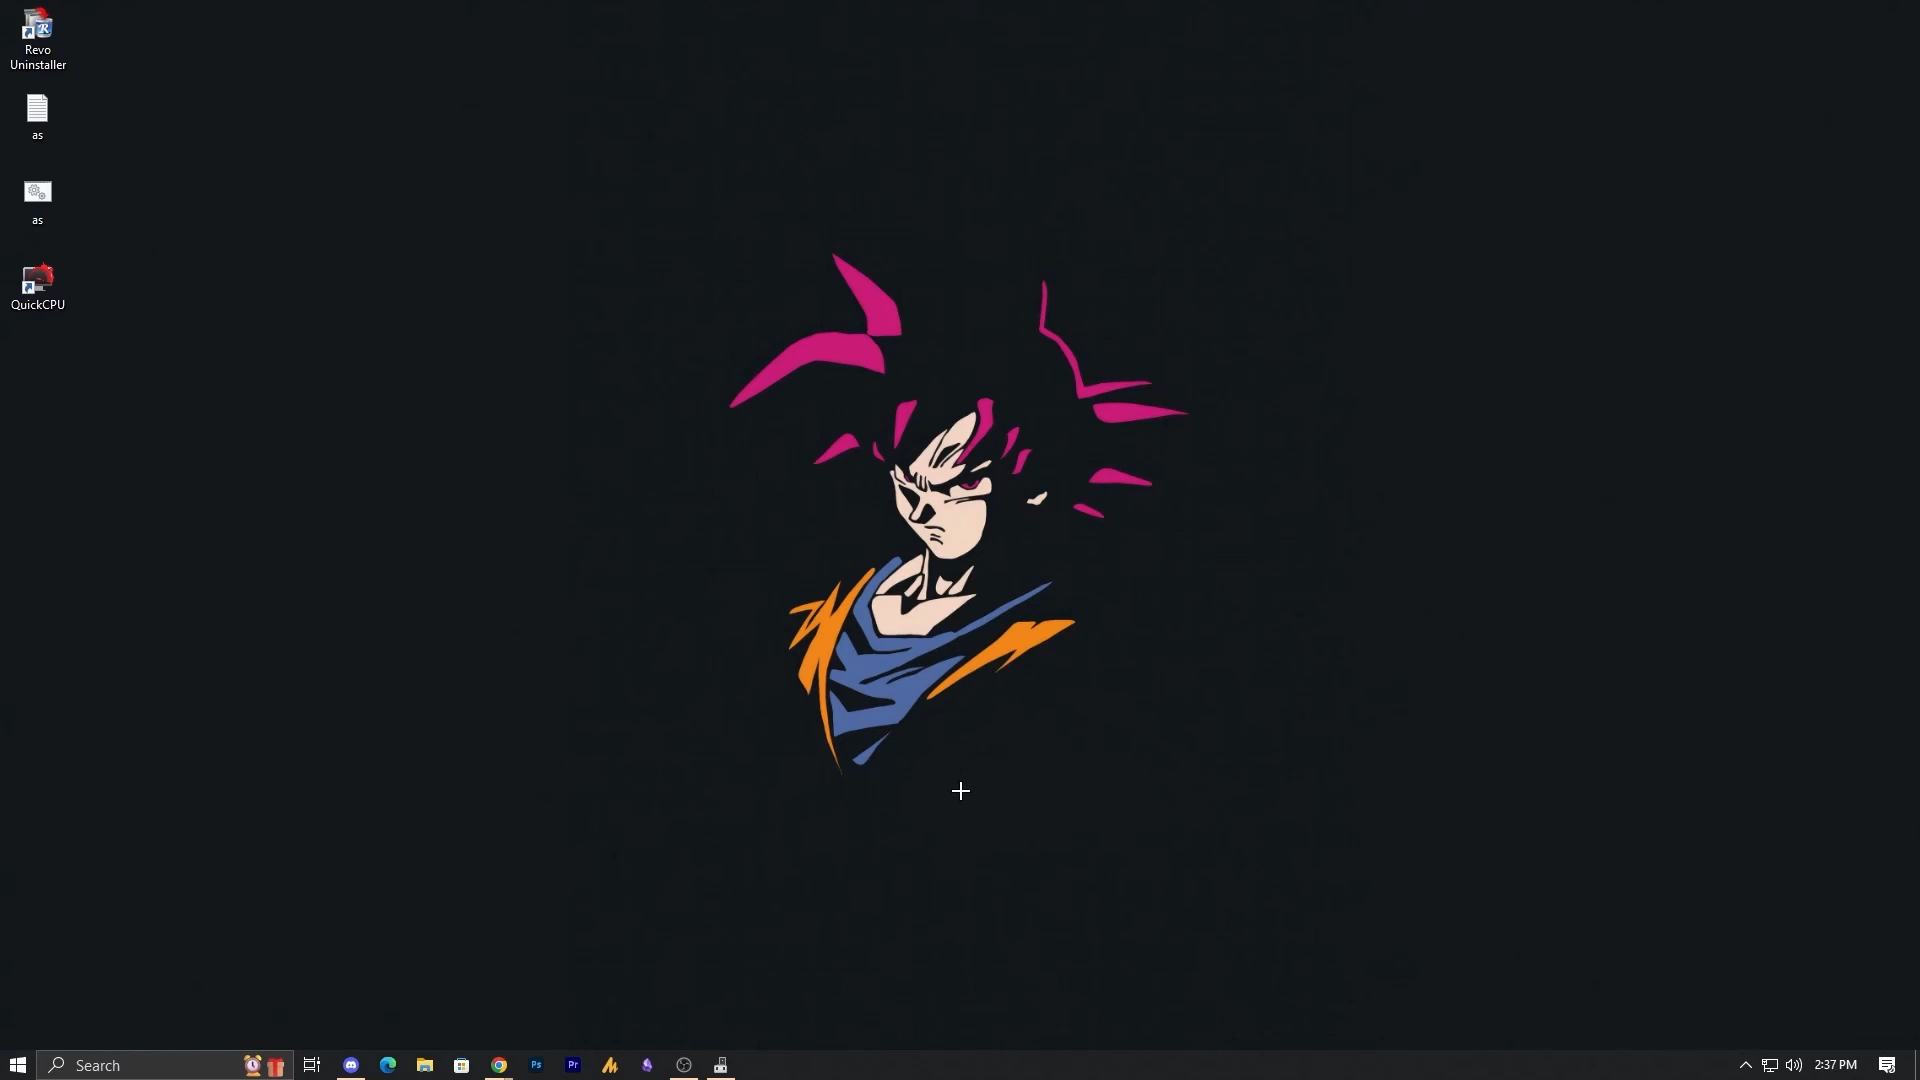 Revo
Uninstaller
as
as
QuickCPU
Search
Ps
Pr
2:37 PM